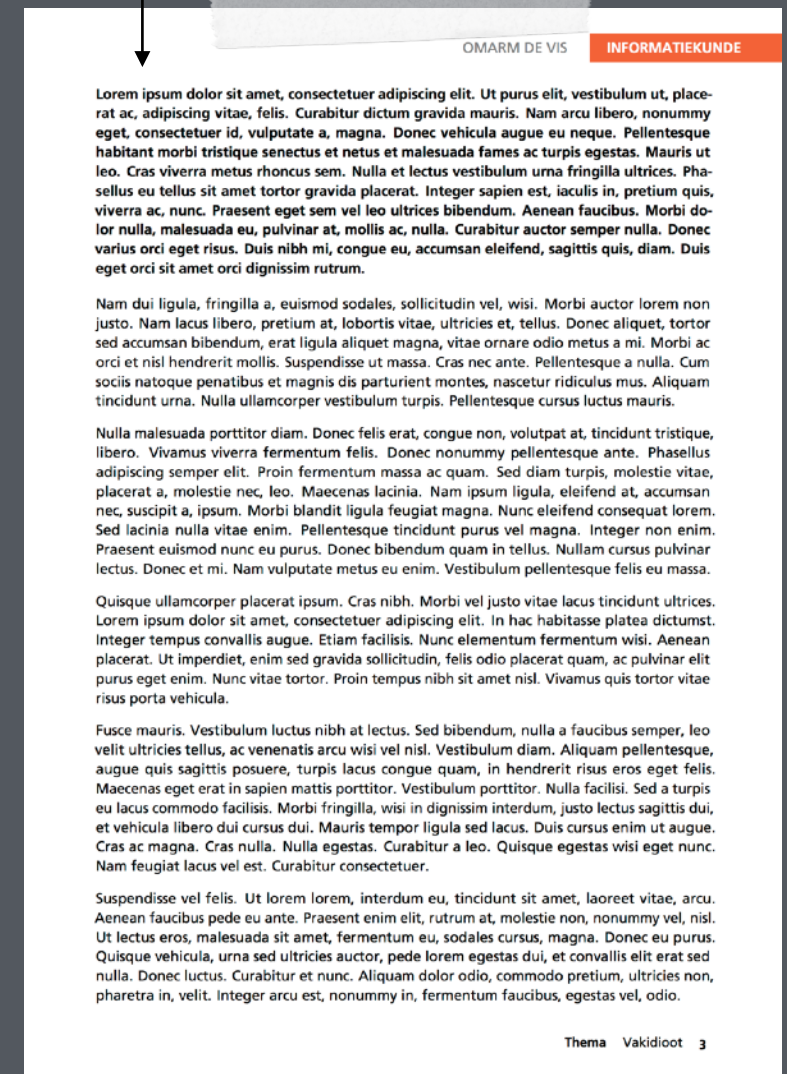 OMARM DE VIS INFORMATIEKUNDE
Lorem ipsum dolor sit amet, consectetuer adipiscing elit. Ut purus elit, vestibulum ut, place-
rat ac, adipiscing vitae, felis. Curabitur dictum gravida mauris. Nam arcu libero, nonummy
eget, consectetuer id, vulputate a, magna. Donec vehicula augue eu neque. Pellentesque
habitant morbi tristique senectus et netus et malesuada fames ac turpis egestas. Mauris ut
leo. Cras viverra metus rhoncus sem. Nulla et lectus vestibulum urna fringilla ultrices. Pha-
sellus eu tellus sit amet tortor gravida placerat. Integer sapien est, iaculis in, pretium quis,
viverra ac, nunc. Praesent eget sem vel leo ultrices bibendum. Aenean faucibus. Morbi do-
lor nulla, malesuada eu, pulvinar at, mollis ac, nulla. Curabitur auctor semper nulla. Donec
varius orci eget risus. Duis nibh mi, congue eu, accumsan eleifend, sagittis quis, diam. Duis
eget orci sit amet orci dignissim rutrum.
Nam dui ligula, fringilla a, euismod sodales, sollicitudin vel, wisi. Morbi auctor lorem non
justo. Nam lacus libero, pretium at, lobortis vitae, ultricies et, tellus. Donec aliquet, tortor
sed accumsan bibendum, erat ligula aliquet magna, vitae ornare odio metus a mi. Morbi ac
orci et nisl hendrerit mollis. Suspendisse ut massa. Cras nec ante. Pellentesque a nulla. Cum
sociis natoque penatibus et magnis dis parturient montes, nascetur ridiculus mus. Aliquam
tincidunt urna. Nulla ullamcorper vestibulum turpis. Pellentesque cursus luctus mauris.
Nulla malesuada porttitor diam. Donec felis erat, congue non, volutpat at, tincidunt tristique,
libero. Vivamus viverra fermentum felis. Donec nonummy pellentesque ante. Phasellus
adipiscing semper elit. Proin fermentum massa ac quam. Sed diam turpis, molestie vitae,
placerat a, molestie nec, leo. Maecenas lacinia. Nam ipsum ligula, eleifend at, accumsan
nec, suscipit a, ipsum. Morbi blandit ligula feugiat magna. Nunc eleifend consequat lorem.
Sed lacinia nulla vitae enim. Pellentesque tincidunt purus vel magna. Integer non enim.
Praesent euismod nunc eu purus. Donec bibendum quam in tellus. Nullam cursus pulvinar
lectus. Donec et mi. Nam vulputate metus eu enim. Vestibulum pellentesque felis eu massa.
Quisque ullamcorper placerat ipsum. Cras nibh. Morbi vel justo vitae lacus tincidunt ultrices.
Lorem ipsum dolor sit amet, consectetuer adipiscing elit. In hac habitasse platea dictumst.
Integer tempus convallis augue. Etiam facilisis. Nunc elementum fermentum wisi. Aenean
placerat. Ut imperdiet, enim sed gravida sollicitudin, felis odio placerat quam, ac pulvinar elit
purus eget enim. Nunc vitae tortor. Proin tempus nibh sit amet nisl. Vivamus quis tortor vitae
risus porta vehicula.
Fusce mauris. Vestibulum luctus nibh at lectus. Sed bibendum, nulla a faucibus semper, leo
velit ultricies tellus, ac venenatis arcu wisi vel nisl. Vestibulum diam. Aliquam pellentesque,
augue quis sagittis posuere, turpis lacus congue quam, in hendrerit risus eros eget felis.
Maecenas eget erat in sapien mattis porttitor. Vestibulum porttitor. Nulla facilisi. Sed a turpis
eu lacus commodo facilisis. Morbi fringilla, wisi in dignissim interdum, justo lectus sagittis dui,
et vehicula libero dui cursus dui. Mauris tempor ligula sed lacus. Duis cursus enim ut augue.
Cras ac magna. Cras nulla. Nulla egestas. Curabitur a leo. Quisque egestas wisi eget nunc.
Nam feugiat lacus vel est. Curabitur consectetuer.
Suspendisse vel felis. Ut lorem lorem, interdum eu, tincidunt sit amet, laoreet vitae, arcu.
Aenean faucibus pede eu ante. Praesent enim elit, rutrum at, molestie non, nonummy vel, nisl.
Ut lectus eros, malesuada sit amet, fermentum eu, sodales cursus, magna. Donec eu purus.
Quisque vehicula, urna sed ultricies auctor, pede lorem egestas dui, et convallis elit erat sed
nulla. Donec luctus. Curabitur et nunc. Aliquam dolor odio, commodo pretium, ultricies non,
pharetra in, velit. Integer arcu est, nonummy in, fermentum faucibus, egestas vel, odio.
Thema Vakidioot 3